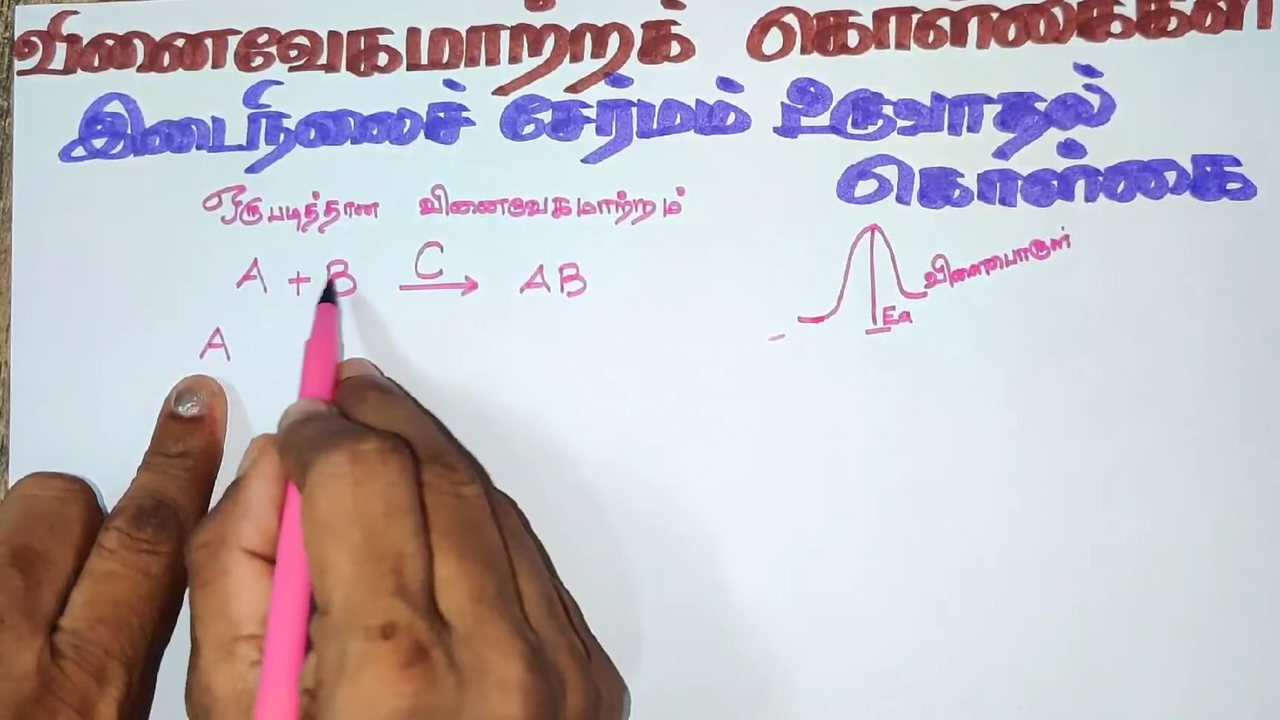 வினைவேகமாற்றக் கொள்கைகள்
இடைநிலைச் சேர்மம் உருவாதல்
கொள்கை
ஒருபடித்தான வினைவேகமாற்றம்
A + B C → AB
விளைபொருள்
Ea
A